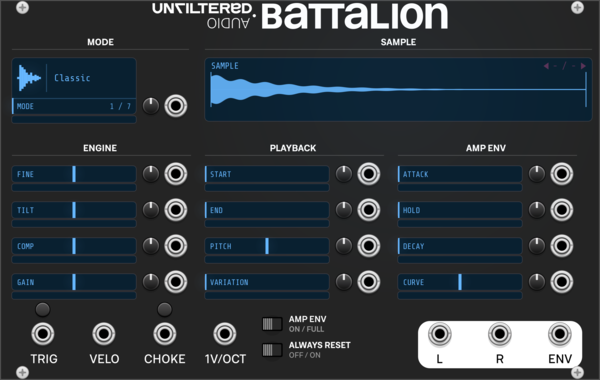 UNFILTERED
AUDIO
BATTALION
MODE
SAMPLE
Classic
MODE 1 / 7
SAMPLE - / -
ENGINE
PLAYBACK
AMP ENV
FINE
START
ATTACK
TILT
END
HOLD
COMP
PITCH
DECAY
GAIN
VARIATION
CURVE
TRIG
VELO
CHOKE
1V/OCT
AMP ENV
ON / FULL
ALWAYS RESET
OFF / ON
L
R
ENV